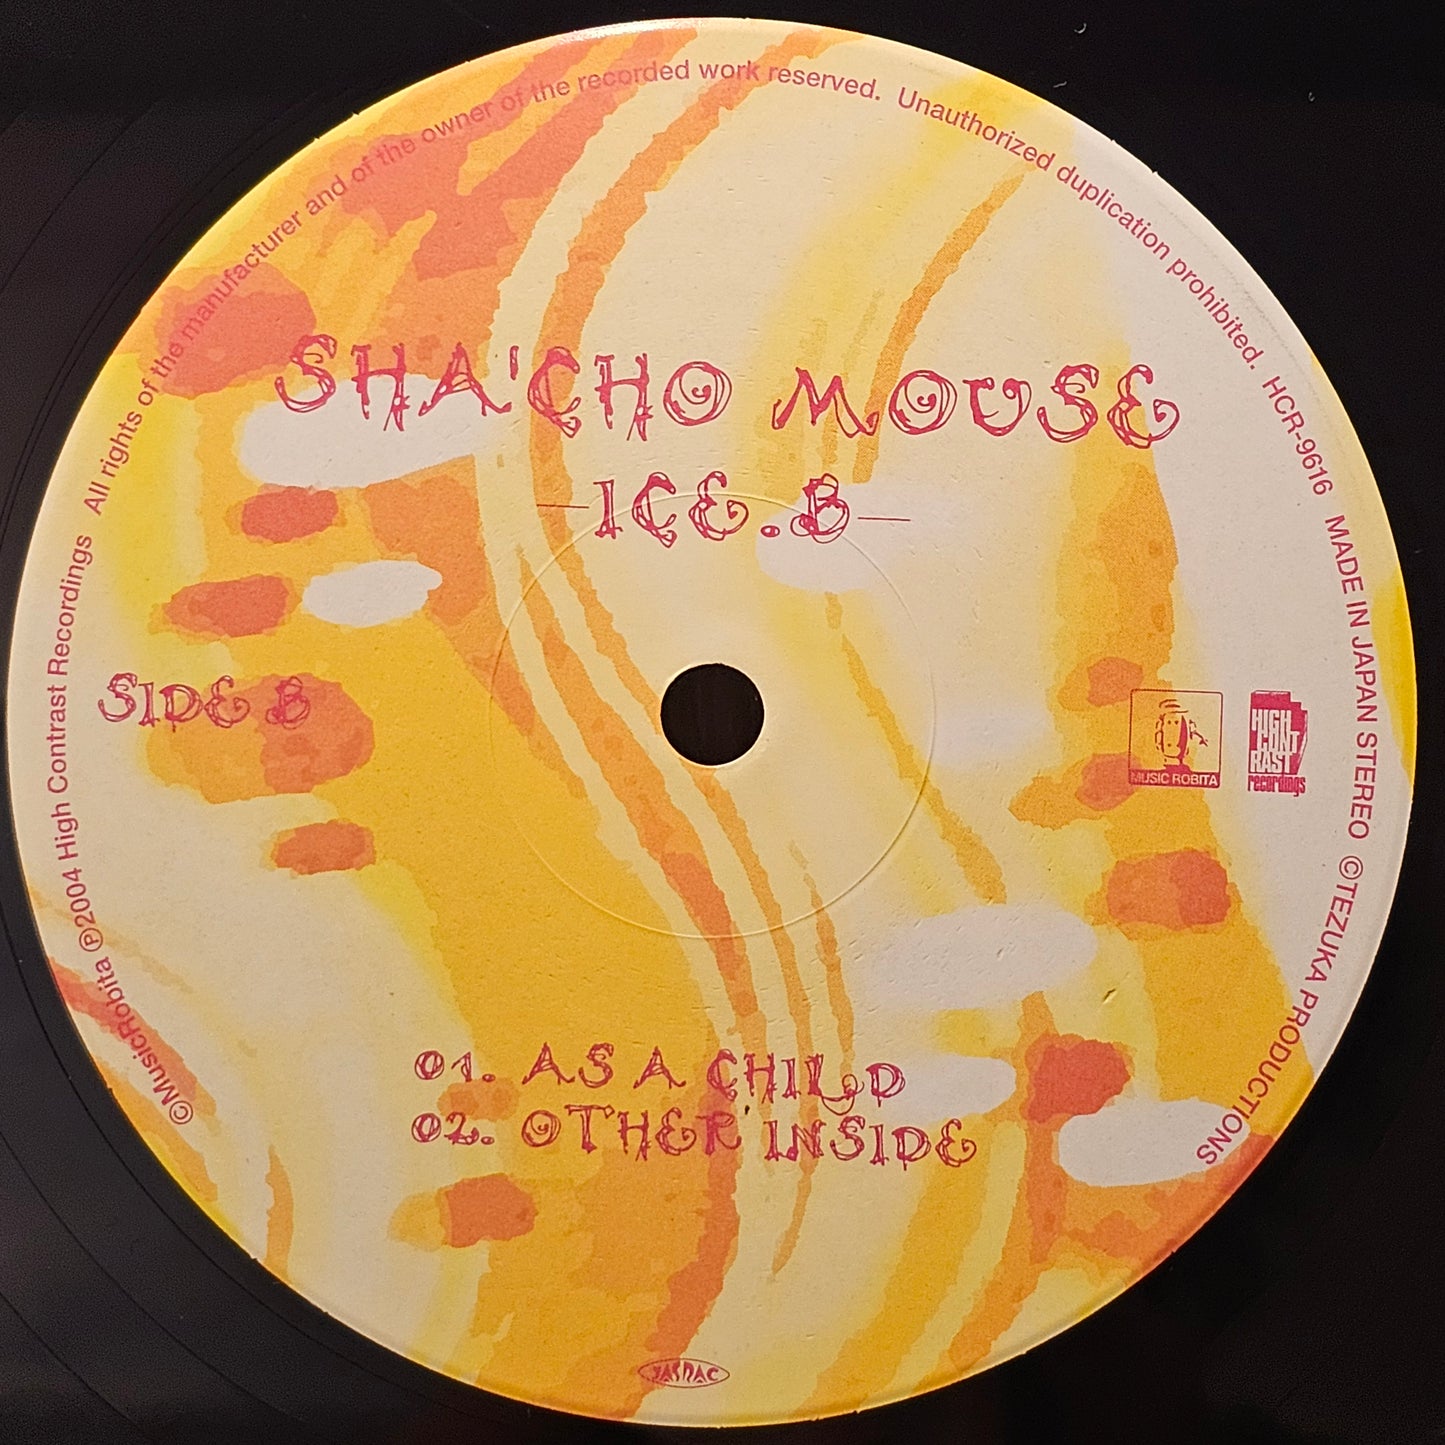 SHA'CHO MOUSE
—ICE.B—
SIDE B
MUSIC ROBITA
HIGH
CONT
RAST
recordings
01. AS A CHILD
02. OTHER INSIDE
JASRAC
©MusicRobita ℗2004 High Contrast Recordings All rights of the manufacturer and of the owner of the recorded work reserved. Unauthorized duplication prohibited. HCR-9616 MADE IN JAPAN STEREO ©TEZUKA PRODUCTIONS